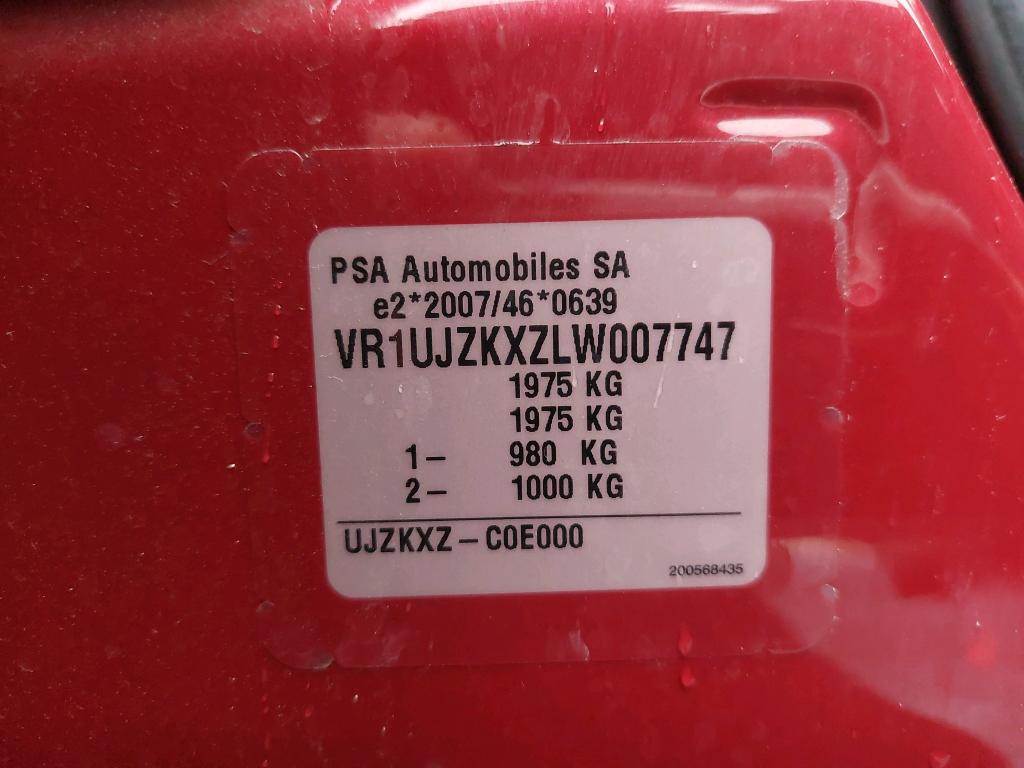 PSA Automobiles SA
e2*2007/46*0639
VR1UJZKXZLW007747
1975 KG
1975 KG
1– 980 KG
2– 1000 KG
UJZKXZ – C0E000
200568435